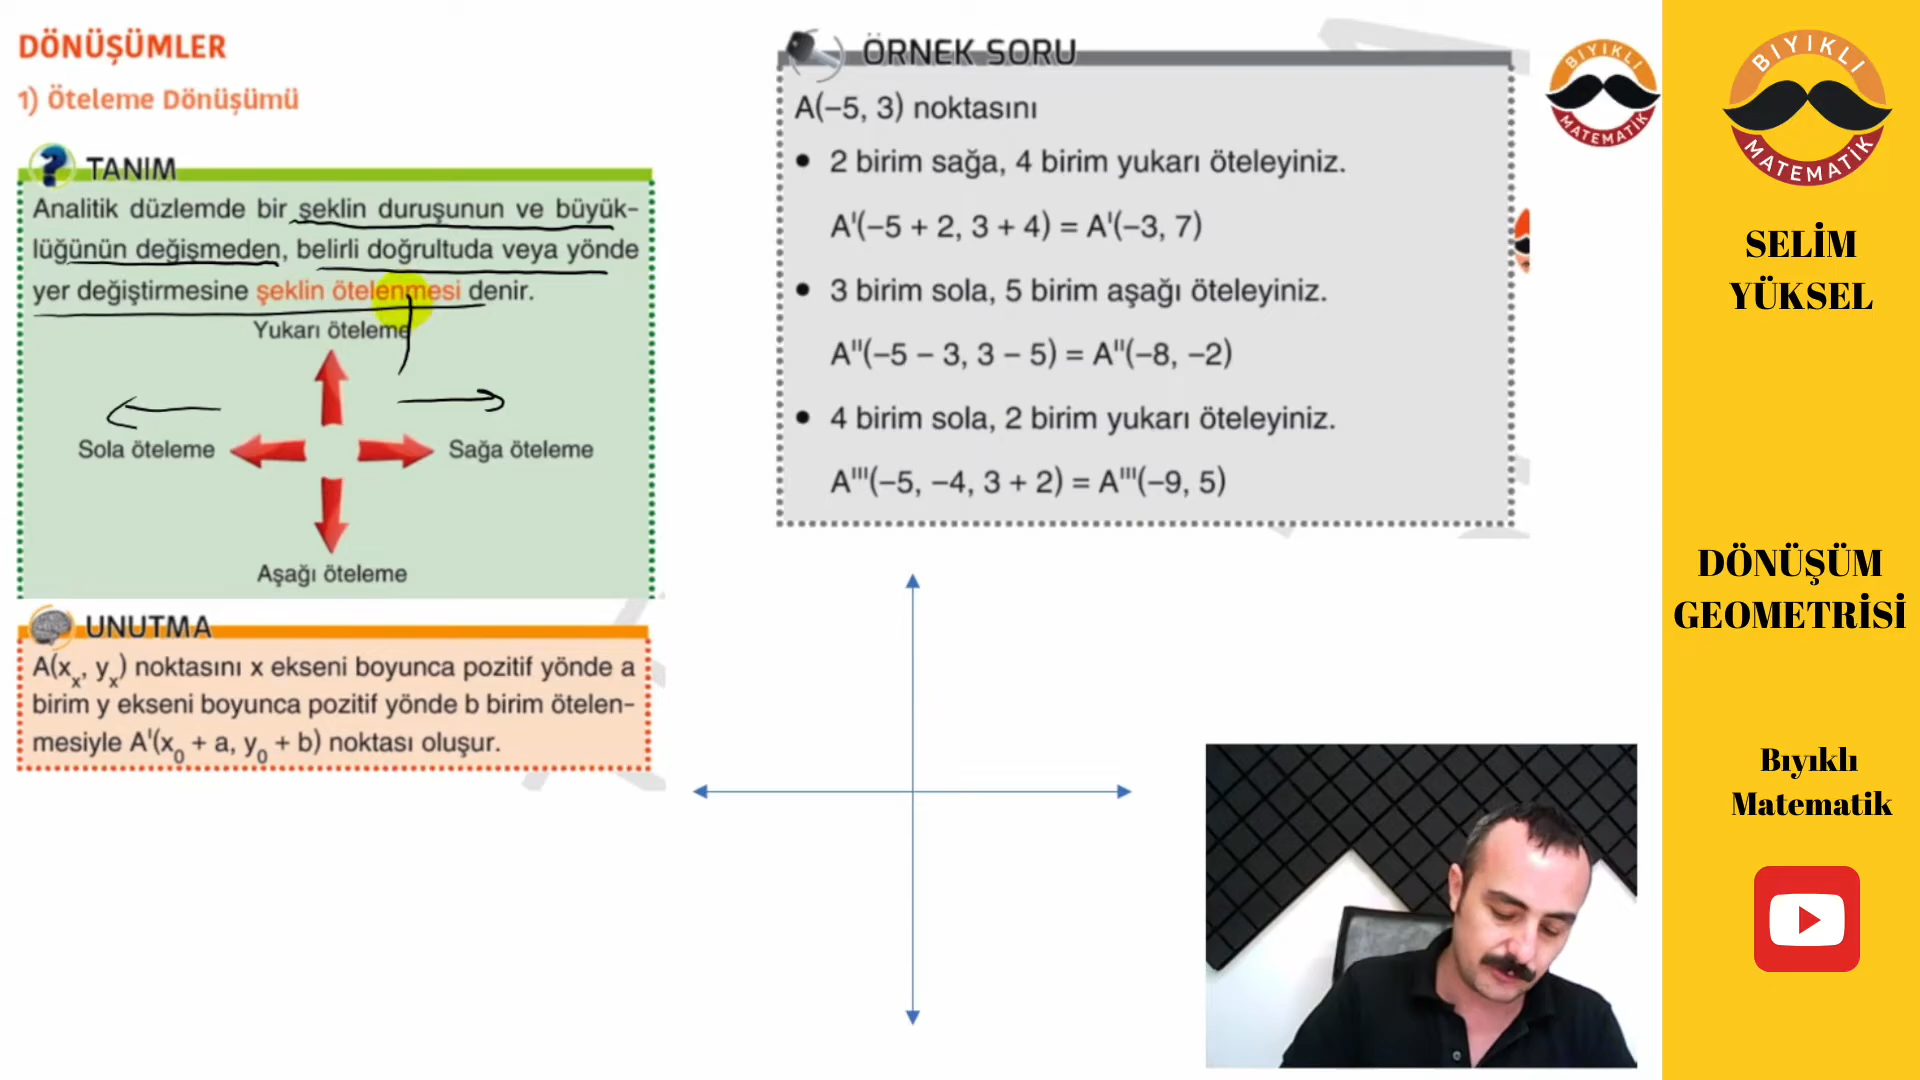 DÖNÜŞÜMLER
1) Öteleme Dönüşümü
TANIM
Analitik düzlemde bir şeklin duruşunun ve büyük-
lüğünün değişmeden, belirli doğrultuda veya yönde
yer değiştirmesine şeklin ötelenmesi denir.
Yukarı öteleme
Sola öteleme
Sağa öteleme
Aşağı öteleme
UNUTMA
A(xₓ, yₓ) noktasını x ekseni boyunca pozitif yönde a
birim y ekseni boyunca pozitif yönde b birim ötelen-
mesiyle A'(x₀ + a, y₀ + b) noktası oluşur.
ÖRNEK SORU
A(–5, 3) noktasını
• 2 birim sağa, 4 birim yukarı öteleyiniz.
A'(–5 + 2, 3 + 4) = A'(–3, 7)
• 3 birim sola, 5 birim aşağı öteleyiniz.
A''(–5 – 3, 3 – 5) = A''(–8, –2)
• 4 birim sola, 2 birim yukarı öteleyiniz.
A'''(–5, –4, 3 + 2) = A'''(–9, 5)
BIYIKLI
MATEMATİK
BIYIKLI
MATEMATİK
SELİM
YÜKSEL
DÖNÜŞÜM
GEOMETRİSİ
Bıyıklı
Matematik